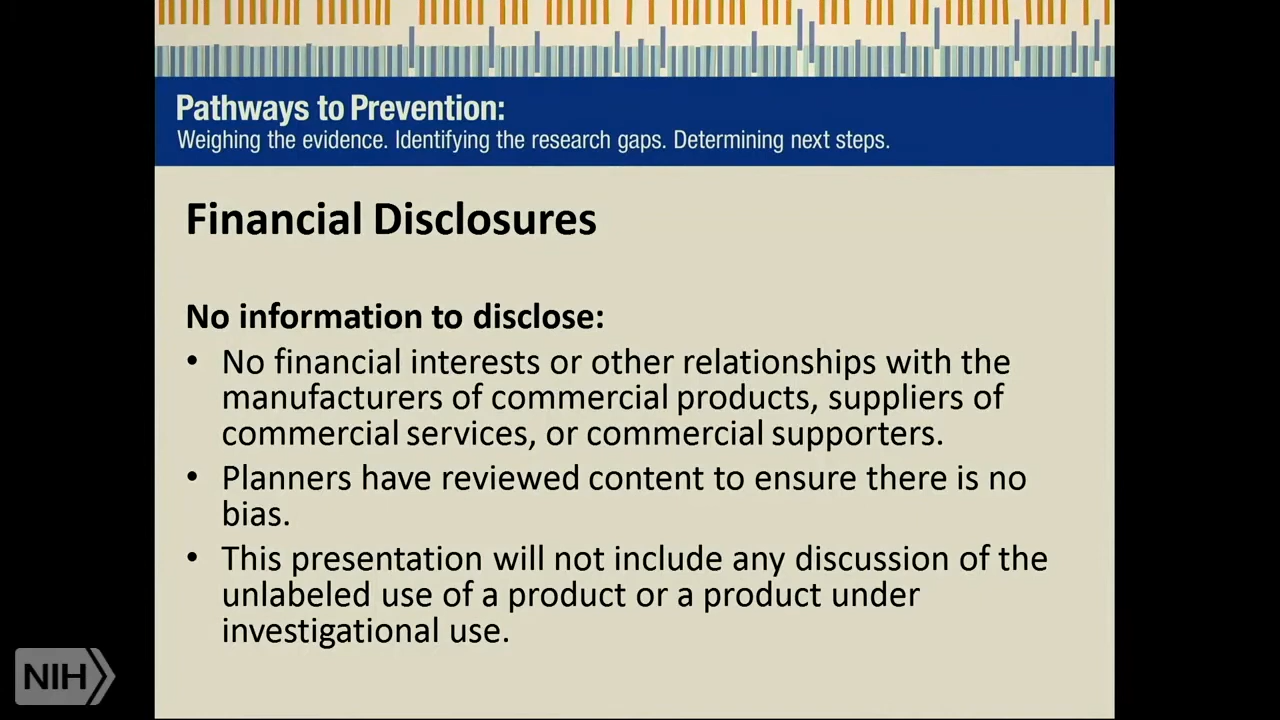 Pathways to Prevention:
Weighing the evidence. Identifying the research gaps. Determining next steps.
Financial Disclosures
No information to disclose:
• No financial interests or other relationships with the
manufacturers of commercial products, suppliers of
commercial services, or commercial supporters.
• Planners have reviewed content to ensure there is no
bias.
• This presentation will not include any discussion of the
unlabeled use of a product or a product under
investigational use.
NIH